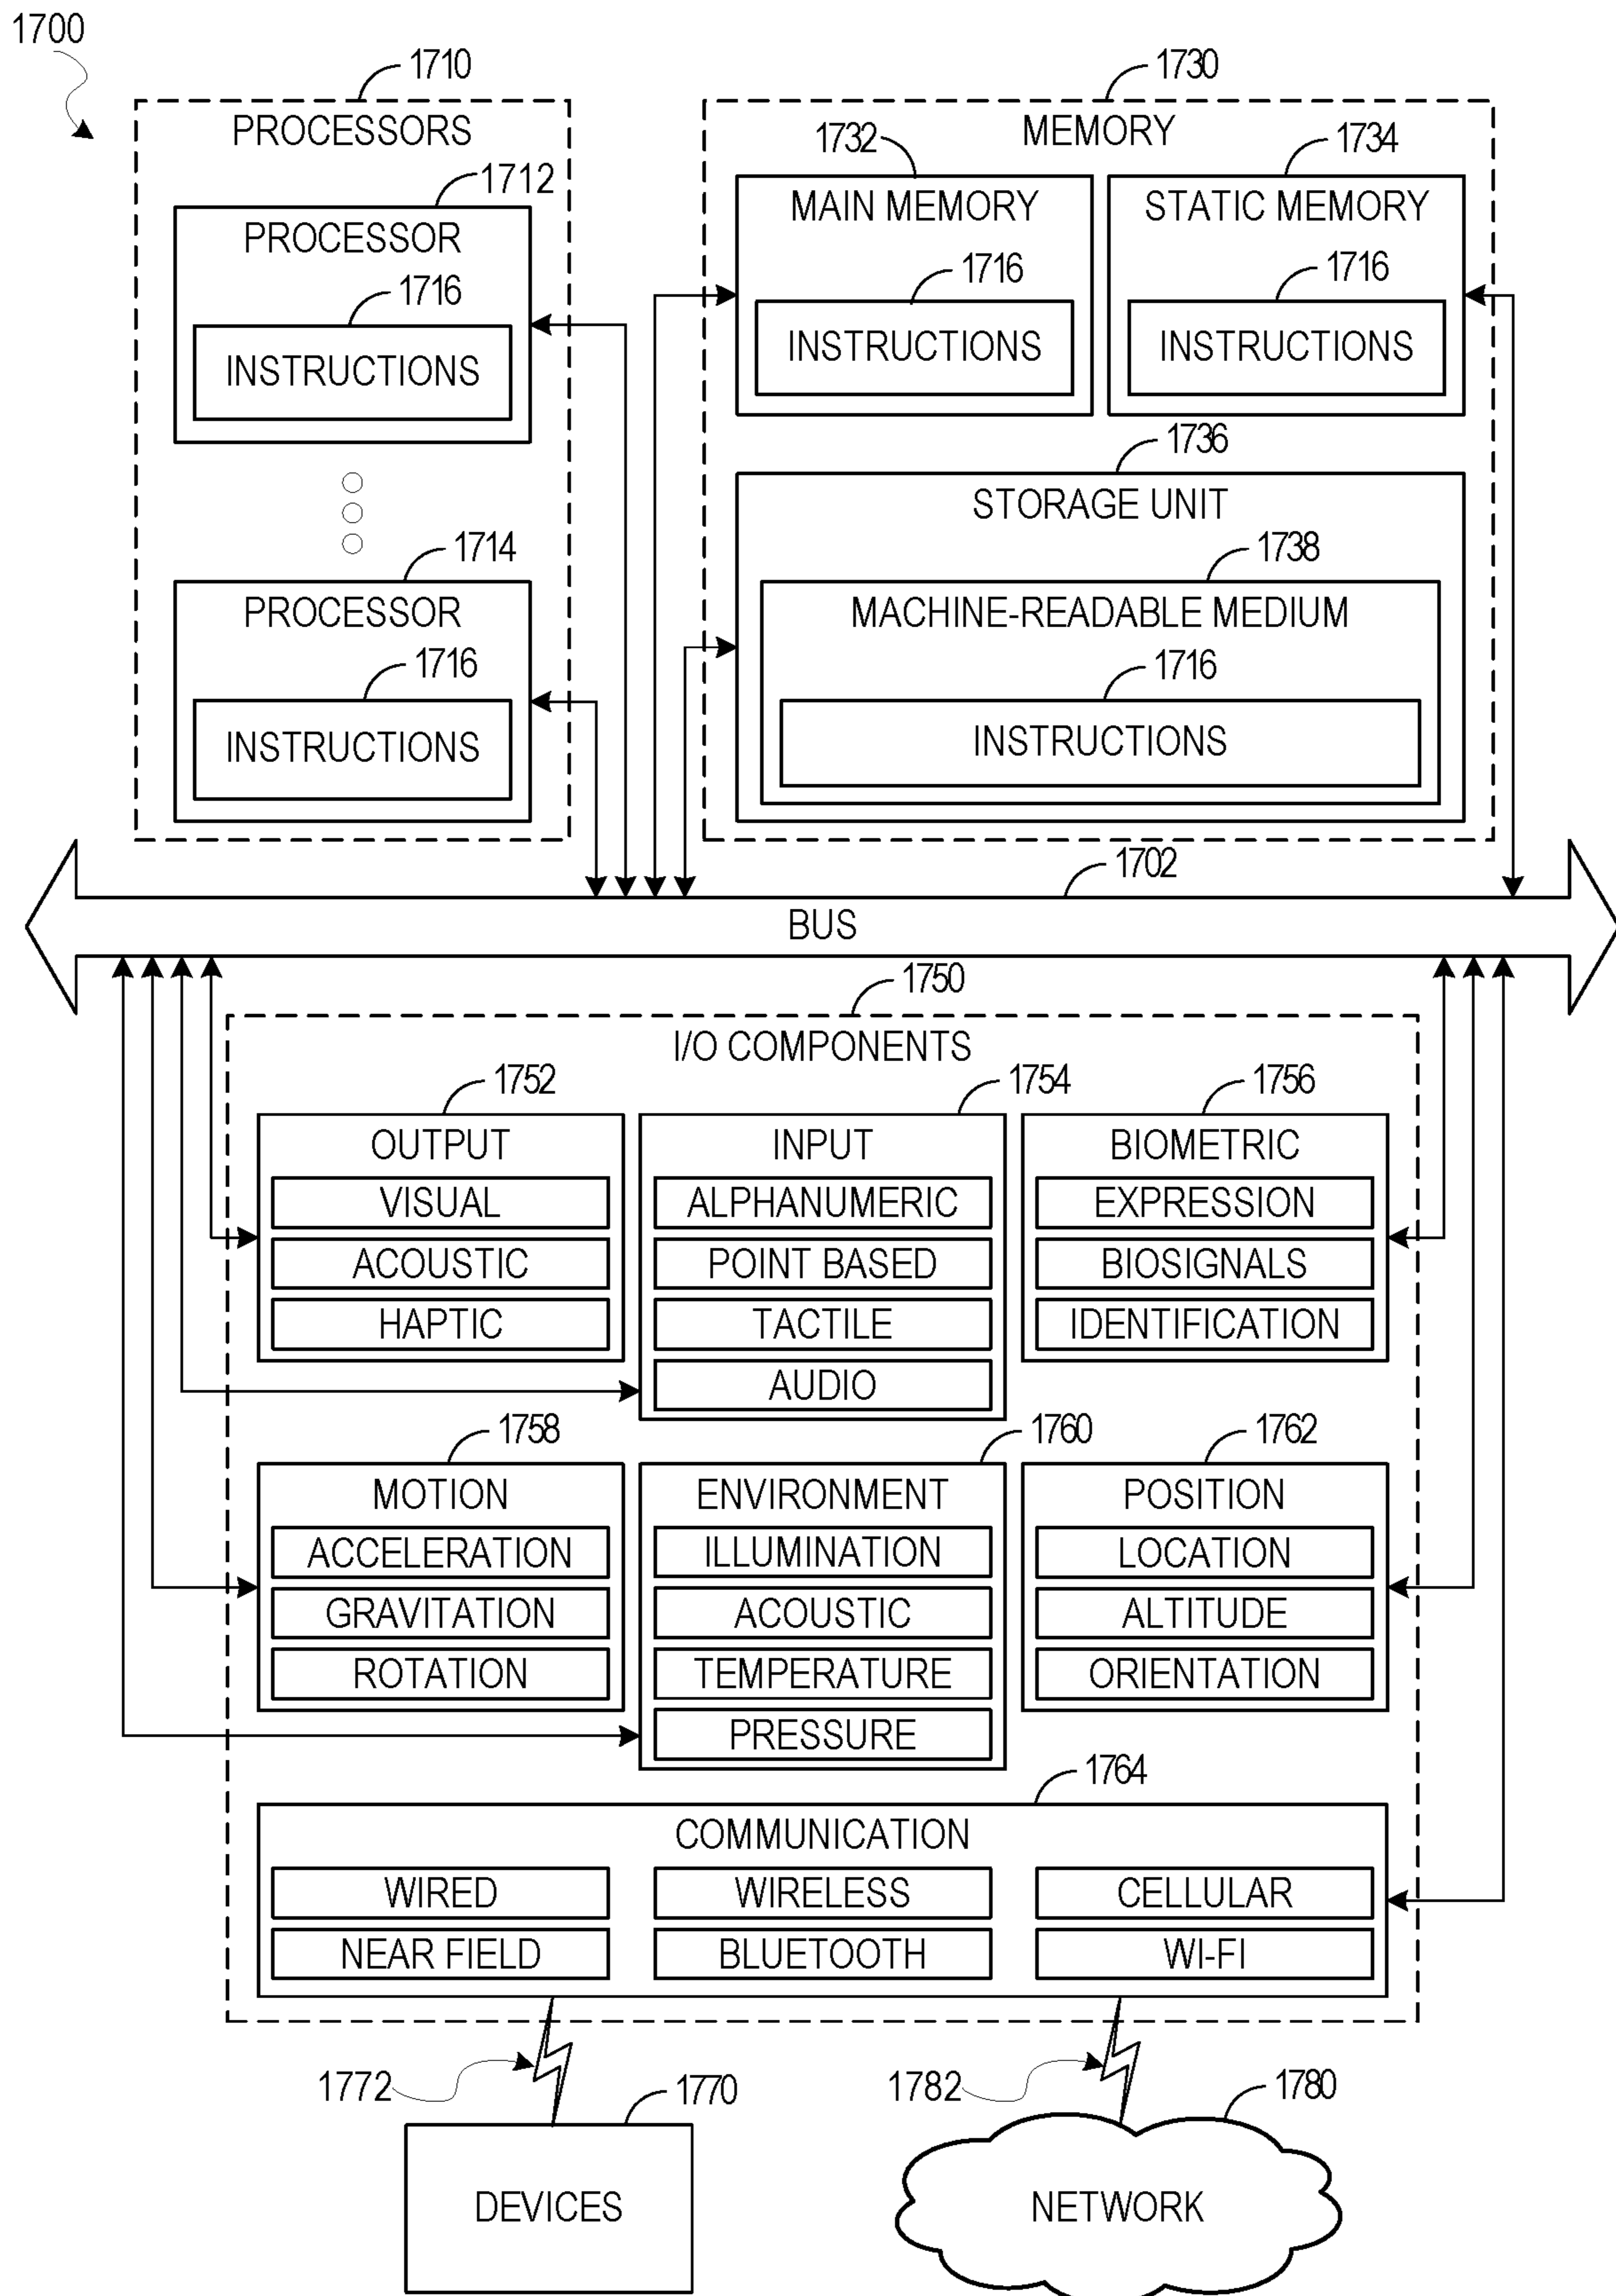 1700
1710
PROCESSORS
1712
PROCESSOR
1716
INSTRUCTIONS
1714
PROCESSOR
1716
INSTRUCTIONS
1730
MEMORY
1732
MAIN MEMORY
1716
INSTRUCTIONS
1734
STATIC MEMORY
1716
INSTRUCTIONS
1736
STORAGE UNIT
1738
MACHINE-READABLE MEDIUM
1716
INSTRUCTIONS
1702
BUS
1750
I/O COMPONENTS
1752
OUTPUT
VISUAL
ACOUSTIC
HAPTIC
1754
INPUT
ALPHANUMERIC
POINT BASED
TACTILE
AUDIO
1756
BIOMETRIC
EXPRESSION
BIOSIGNALS
IDENTIFICATION
1758
MOTION
ACCELERATION
GRAVITATION
ROTATION
1760
ENVIRONMENT
ILLUMINATION
ACOUSTIC
TEMPERATURE
PRESSURE
1762
POSITION
LOCATION
ALTITUDE
ORIENTATION
1764
COMMUNICATION
WIRED
WIRELESS
CELLULAR
NEAR FIELD
BLUETOOTH
WI-FI
1772
1770
DEVICES
1782
1780
NETWORK